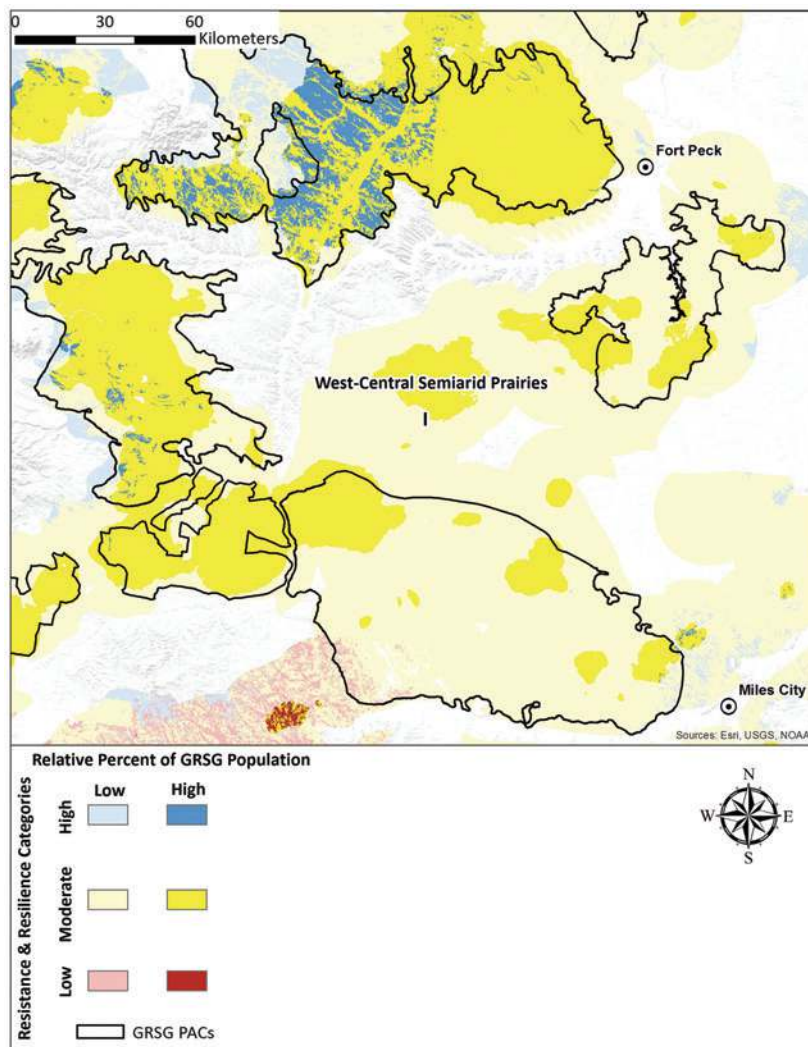 0 30 60
Kilometers
Fort Peck
West-Central Semiarid Prairies
I
Miles City
Sources: Esri, USGS, NOAA
Relative Percent of GRSG Population
Low High
Resistance & Resilience Categories
High
Moderate
Low
GRSG PACs
N
W E
S